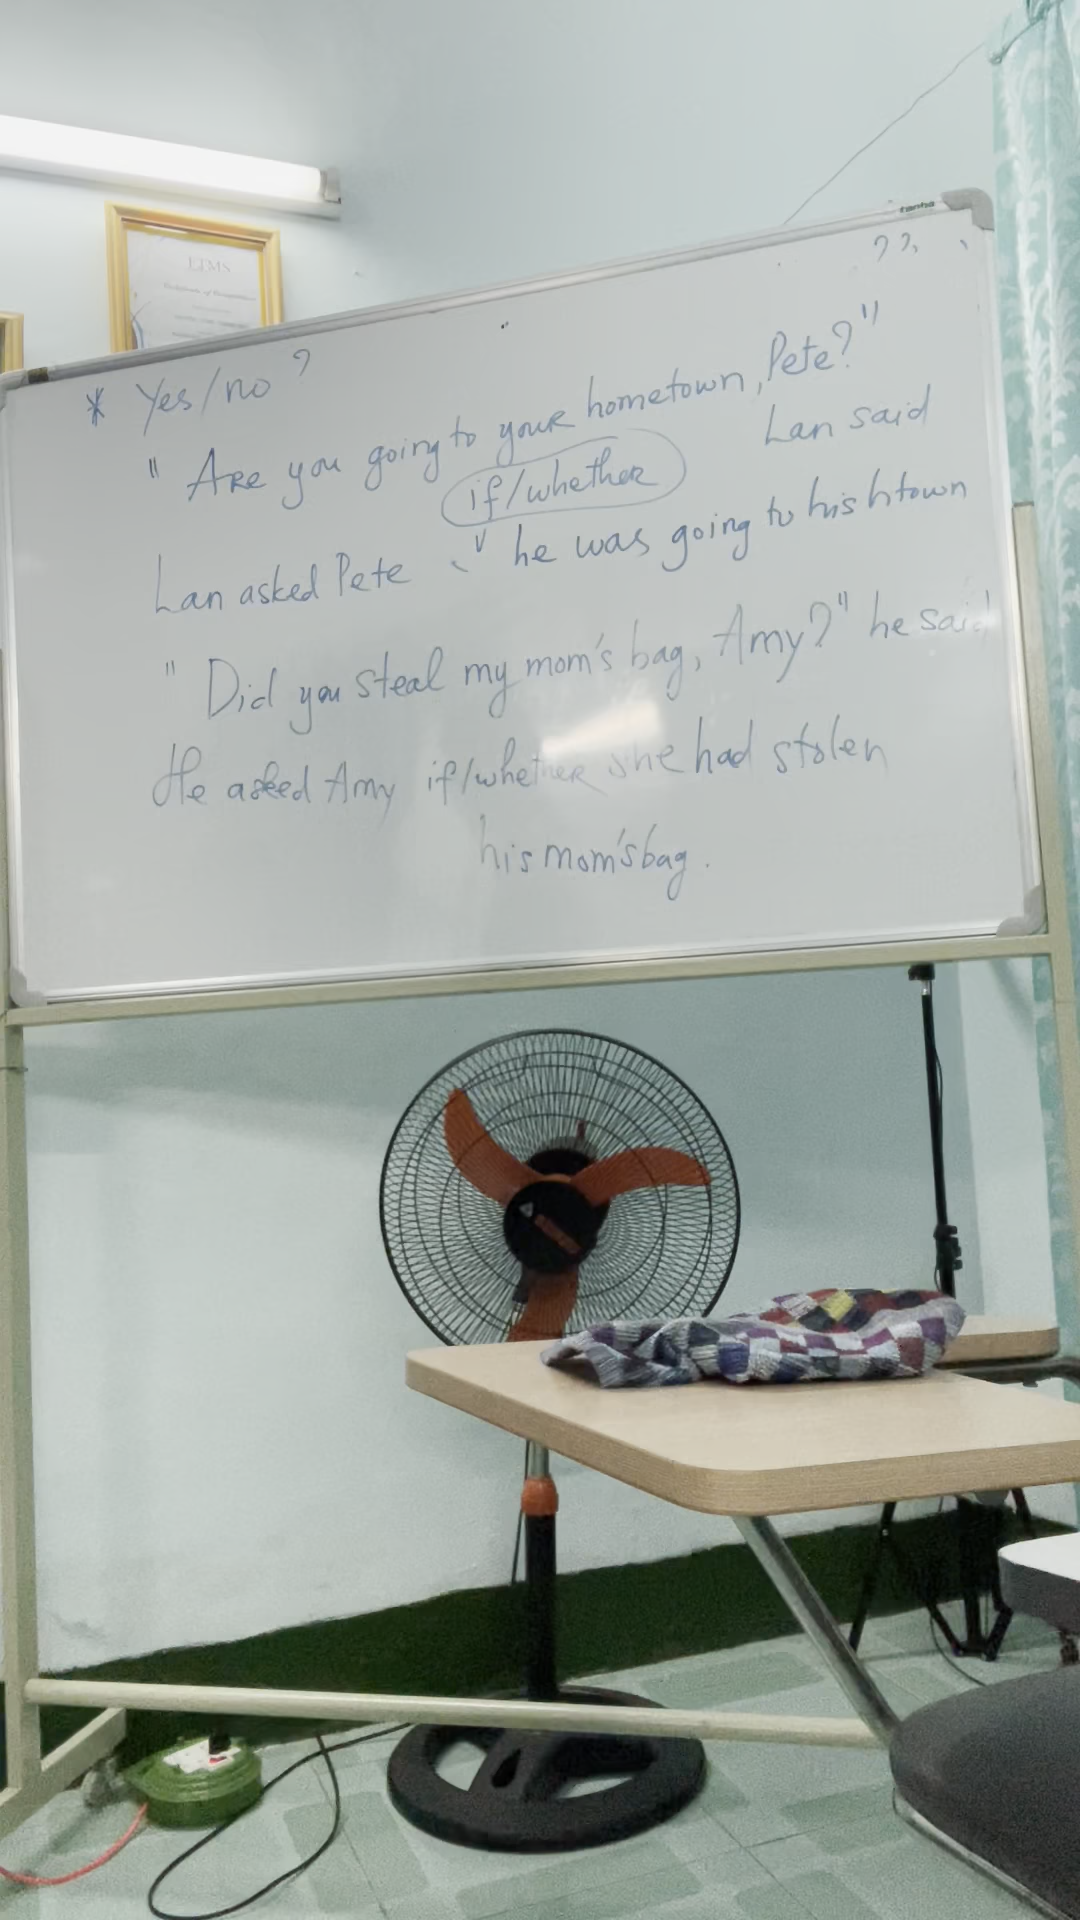 LTMS
tanha
* Yes/no ?
" Are you going to your hometown, Pete?"
Lan said
if/whether
Lan asked Pete he was going to his htown
" Did you steal my mom's bag, Amy?" he said
He asked Amy if/whether she had stolen
his mom's bag.